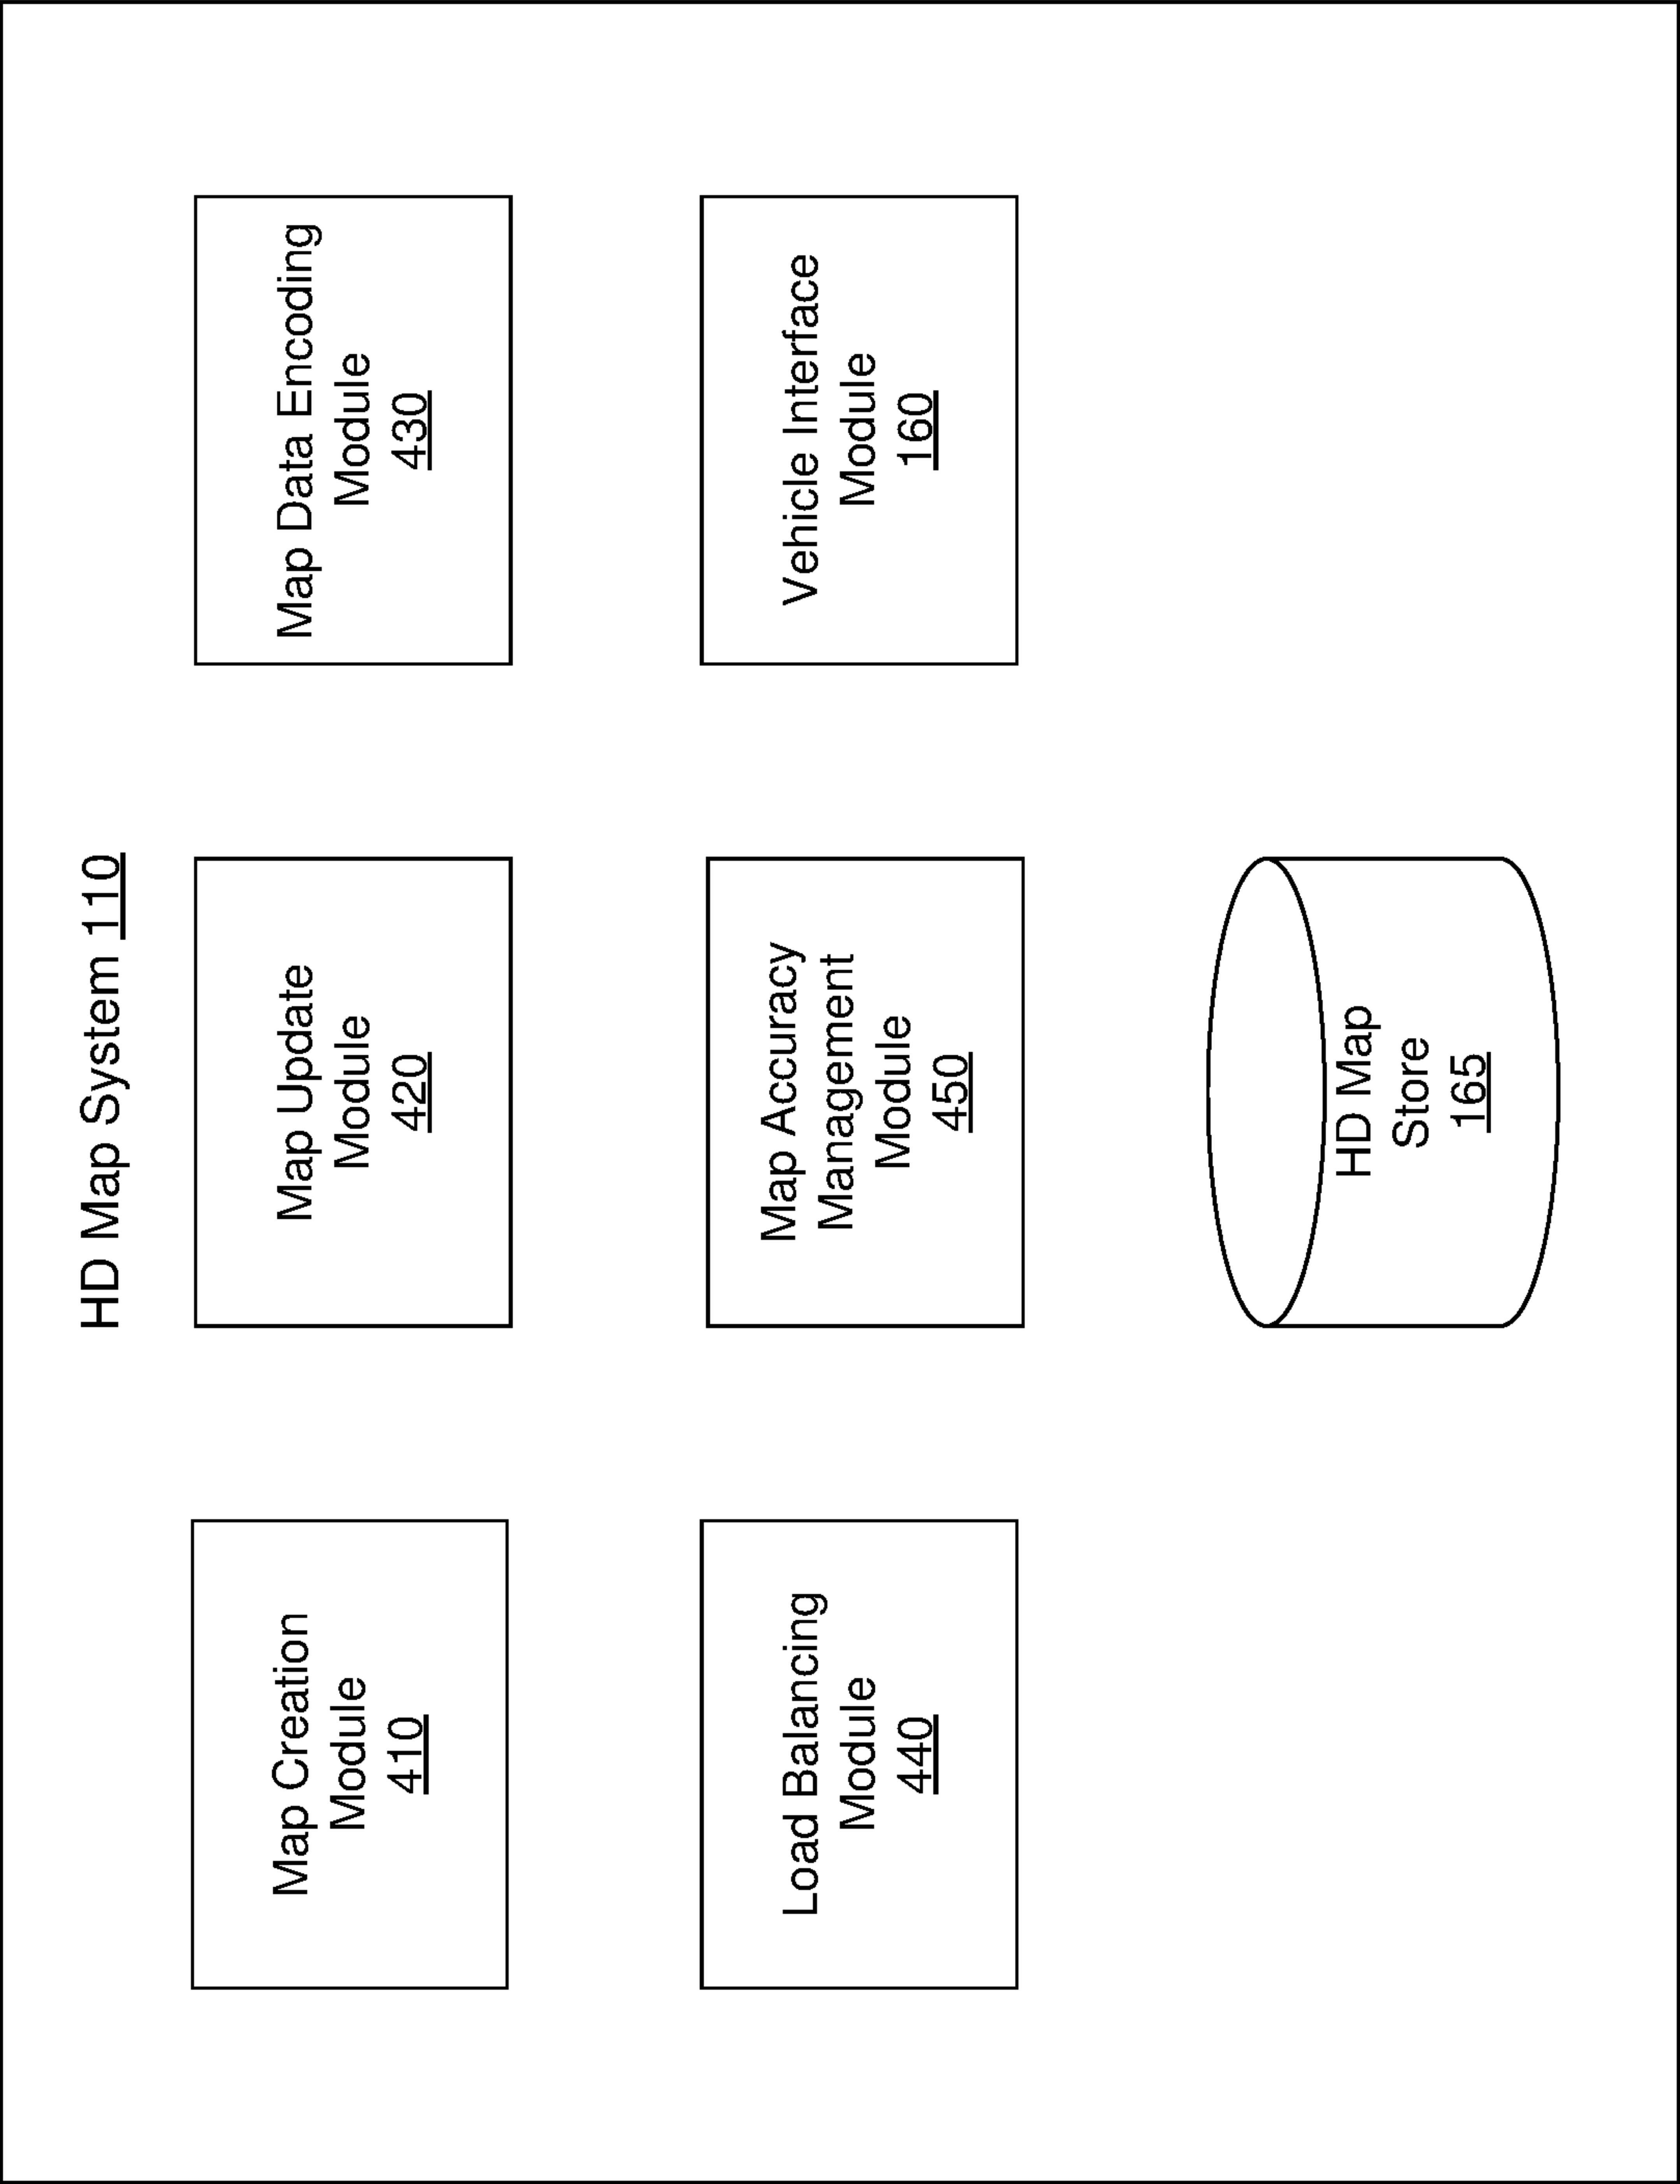 HD Map System 110
Map Creation
Module
410
Map Update
Module
420
Map Data Encoding
Module
430
Load Balancing
Module
440
Map Accuracy
Management
Module
450
Vehicle Interface
Module
160
HD Map
Store
165